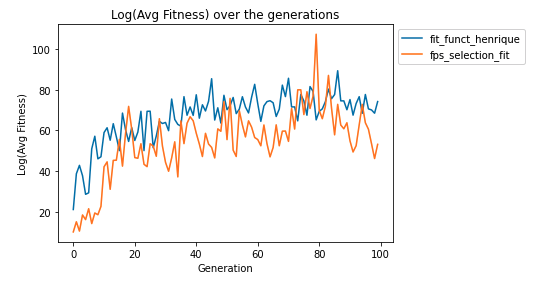 Log(Avg Fitness) over the generations
fit_funct_henrique
fps_selection_fit
Log(Avg Fitness)
100
80
60
40
20
0
20
40
60
80
100
Generation